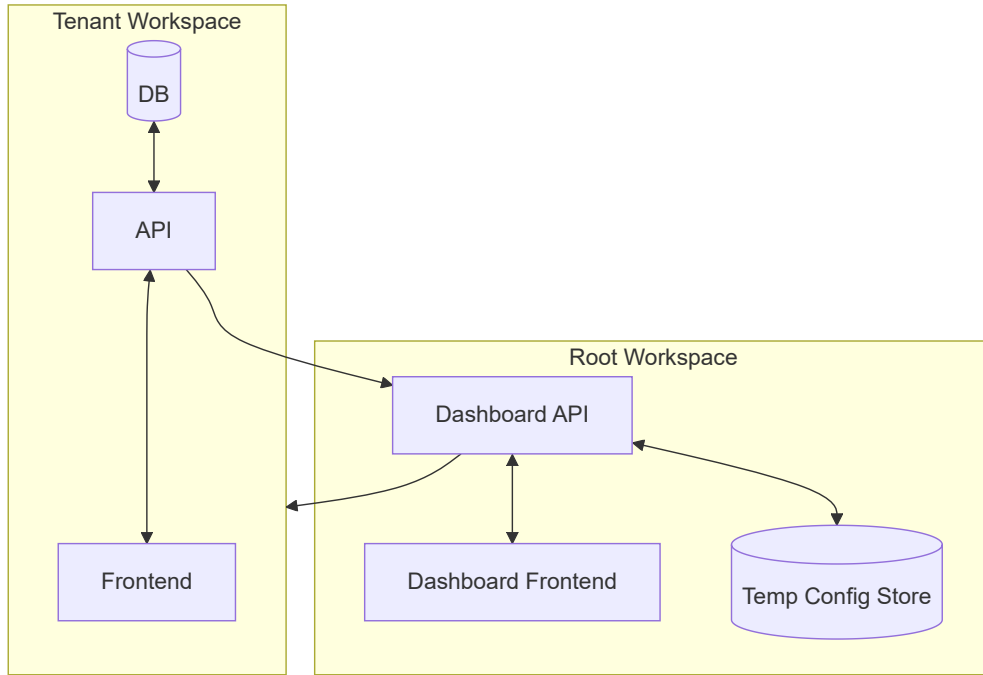 Tenant Workspace
DB
API
Root Workspace
Dashboard API
Frontend
Dashboard Frontend
Temp Config Store